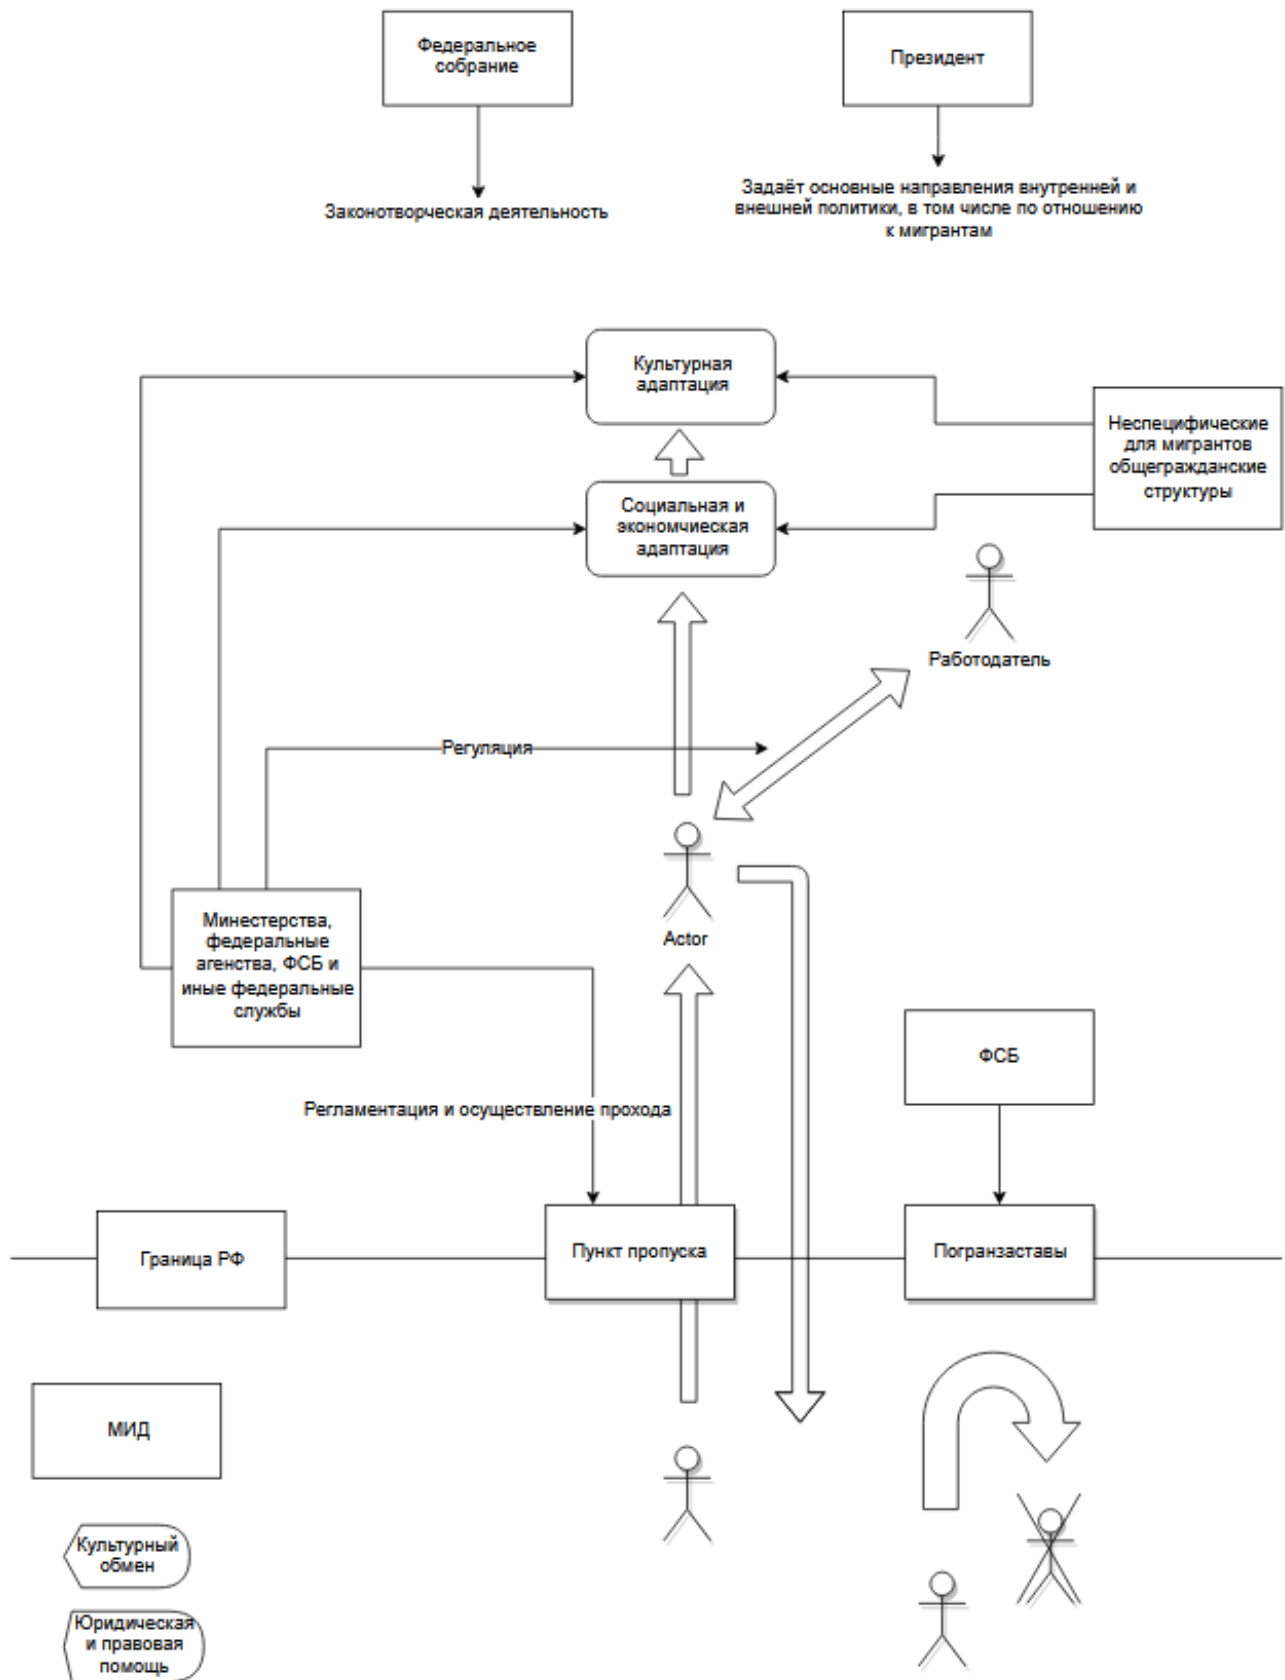 Федеральное
собрание
Президент
Законотворческая деятельность
Задаёт основные направления внутренней и
внешней политики, в том числе по отношению
к мигрантам
Культурная
адаптация
Неспецифические
для мигрантов
общегражданские
структуры
Социальная и
экономчиеская
адаптация
Работодатель
Регуляция
Минестерства,
федеральные
агенства, ФСБ и
иные федеральные
службы
Actor
ФСБ
Регламентация и осуществление прохода
Граница РФ
Пункт пропуска
Погранзаставы
МИД
Культурный
обмен
Юридическая
и правовая
помощь